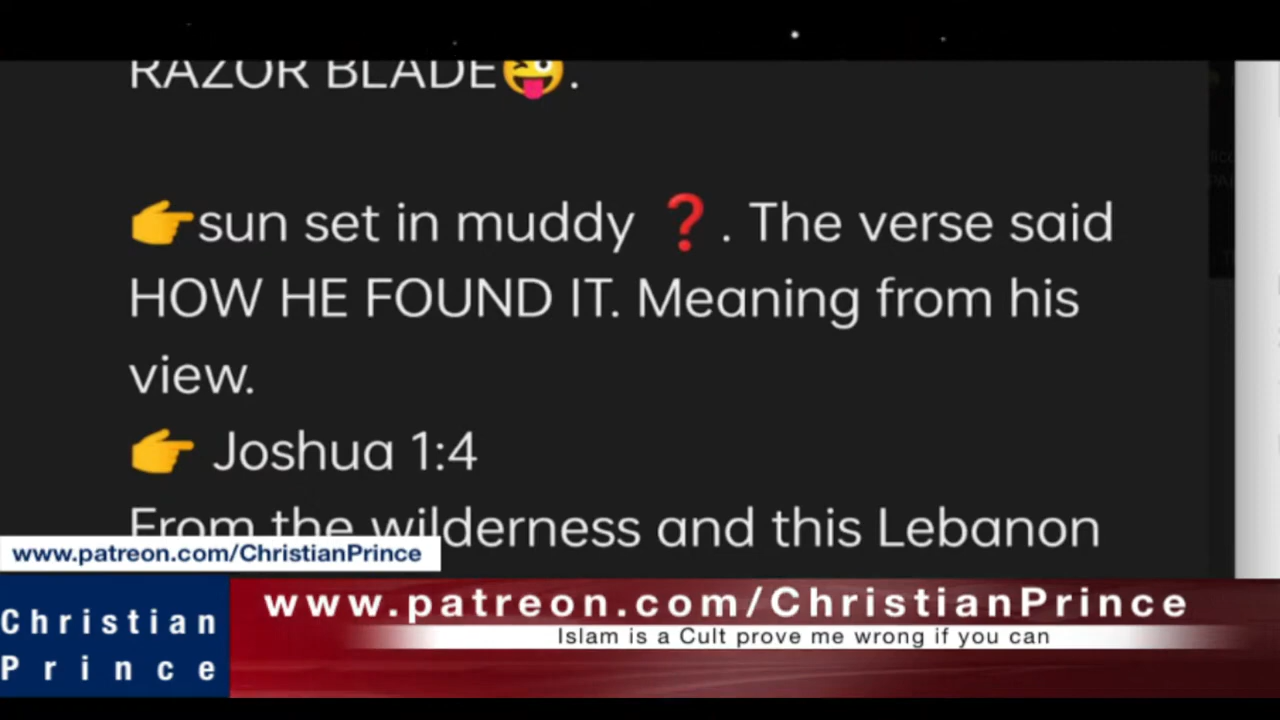 RAZOR BLADE😜.
👉sun set in muddy ❓. The verse said
HOW HE FOUND IT. Meaning from his
view.
👉 Joshua 1:4
From the wilderness and this Lebanon
www.patreon.com/ChristianPrince
www.patreon.com/ChristianPrince
Islam is a Cult prove me wrong if you can
Christian
Prince